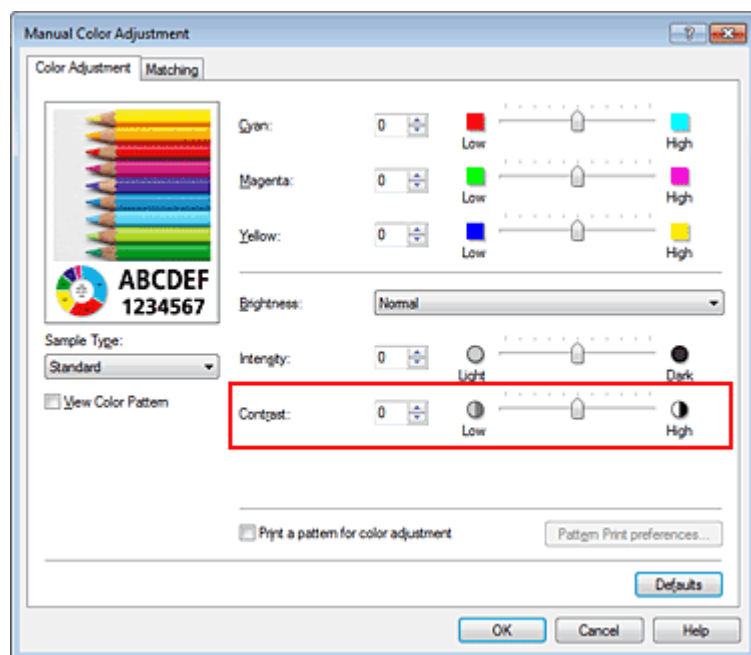 Manual Color Adjustment
Color Adjustment Matching
Cyan: 0 Low High
Magenta: 0 Low High
Yellow: 0 Low High
ABCDEF
1234567
Brightness: Normal
Sample Type:
Standard
Intensity: 0 Light Dark
View Color Pattern
Contrast: 0 Low High
Print a pattern for color adjustment Pattern Print preferences...
Defaults
OK Cancel Help